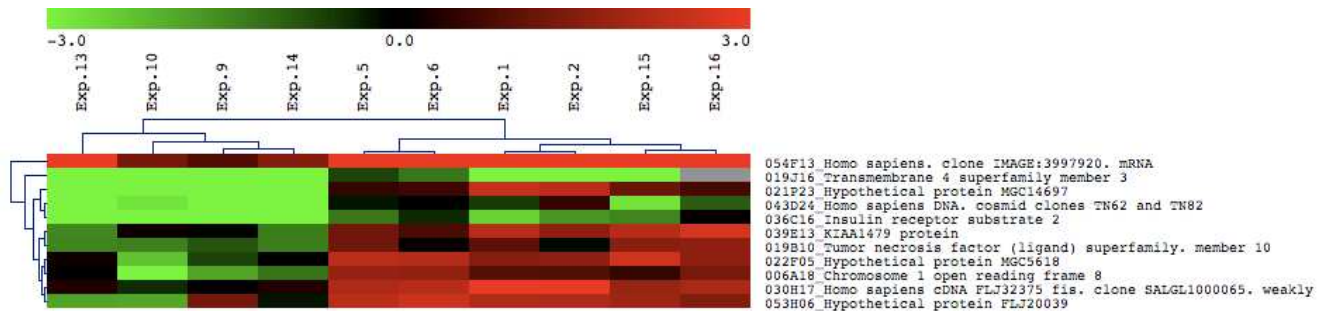 -3.0 0.0 3.0
Exp.13 Exp.10 Exp.9 Exp.14 Exp.5 Exp.6 Exp.1 Exp.2 Exp.15 Exp.16
054F13_Homo sapiens. clone IMAGE:3997920. mRNA
019J16_Transmembrane 4 superfamily member 3
021P23_Hypothetical protein MGC14697
043D24_Homo sapiens DNA. cosmid clones TN62 and TN82
036C16_Insulin receptor substrate 2
039E13_KIAA1479 protein
019B10_Tumor necrosis factor (ligand) superfamily. member 10
022F05_Hypothetical protein MGC5618
006A18_Chromosome 1 open reading frame 8
030H17_Homo sapiens cDNA FLJ32375 fis. clone SALGL1000065. weakly
053H06_Hypothetical protein FLJ20039